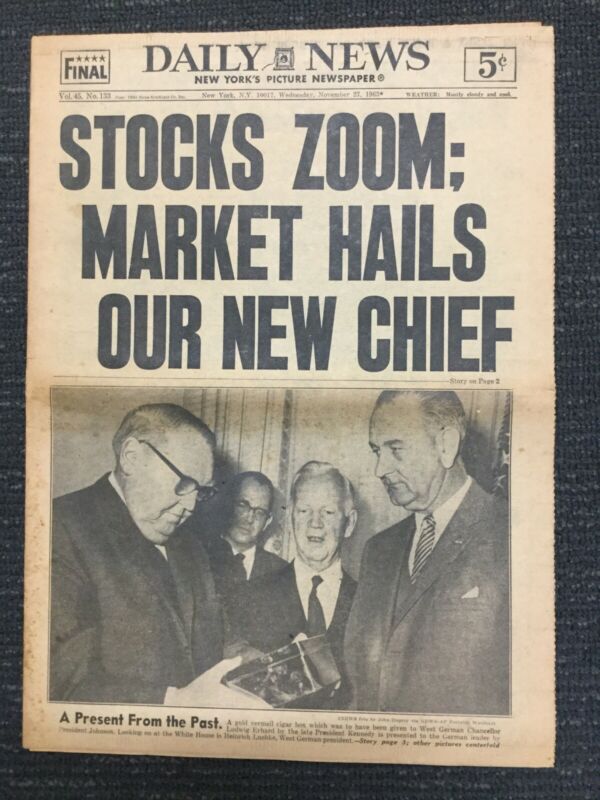 ★★★★
FINAL
DAILY NEWS
NEW YORK'S PICTURE NEWSPAPER®
5¢
Vol. 45. No. 133
New York, N.Y. 10017, Wednesday, November 27, 1963★
WEATHER: Mostly cloudy and cool.
STOCKS ZOOM;
MARKET HAILS
OUR NEW CHIEF
Story on Page 2
A Present From the Past. A gold vermeil cigar box which was to have been given to West German Chancellor
Ludwig Erhard by the late President Kennedy is presented to the German leader by
President Johnson. Looking on at the White House is Heinrich Luebke, West German president. —Story page 3; other pictures centerfold